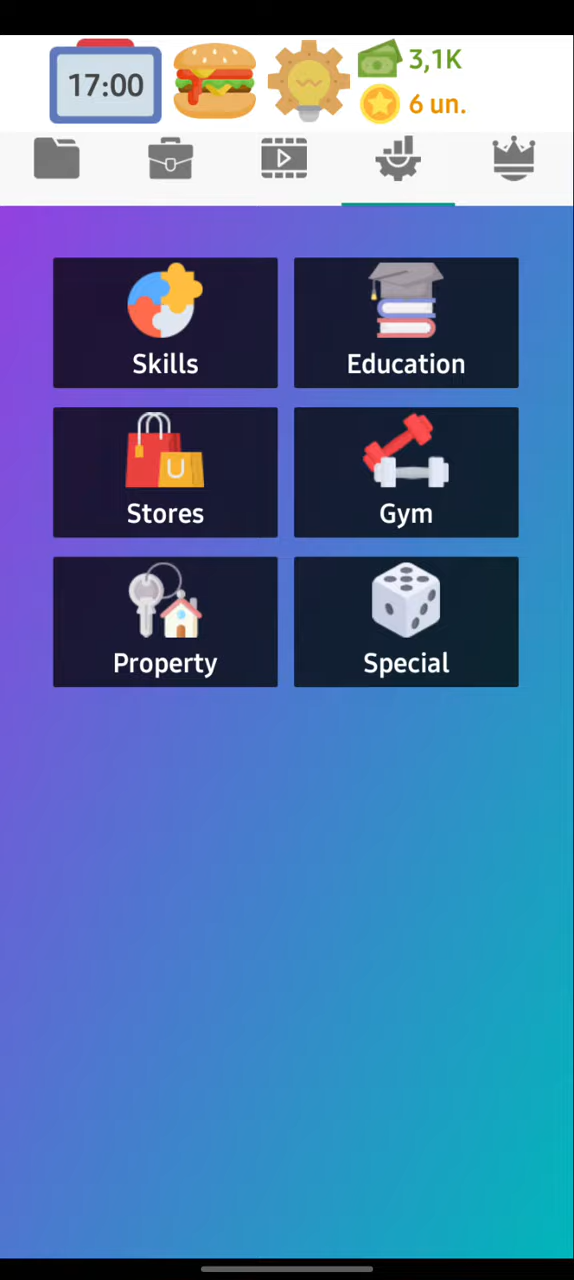 17:00
3,1K
6 un.
Skills
Education
Stores
Gym
Property
Special